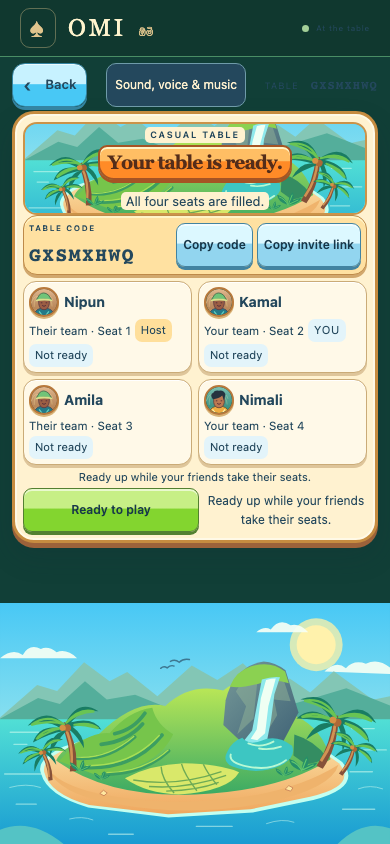 OMI ඔමි
At the table
Back
Sound, voice & music
TABLE GXSMXHWQ
CASUAL TABLE
Your table is ready.
All four seats are filled.
TABLE CODE
GXSMXHWQ
Copy code
Copy invite link
Nipun
Their team · Seat 1 Host
Not ready
Kamal
Your team · Seat 2 YOU
Not ready
Amila
Their team · Seat 3
Not ready
Nimali
Your team · Seat 4
Not ready
Ready up while your friends take their seats.
Ready to play
Ready up while your friends
take their seats.